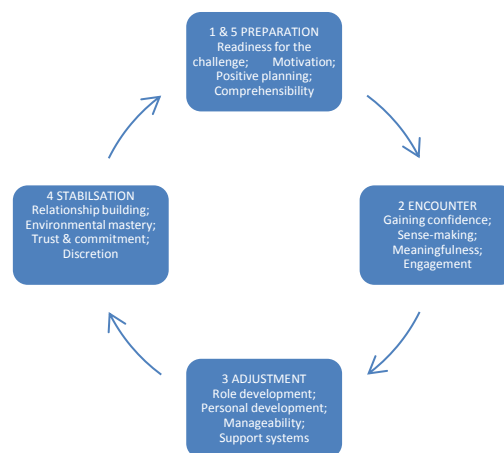 1 & 5 PREPARATION
Readiness for the
challenge; Motivation;
Positive planning;
Comprehensibility
2 ENCOUNTER
Gaining confidence;
Sense-making;
Meaningfulness;
Engagement
3 ADJUSTMENT
Role development;
Personal development;
Manageability;
Support systems
4 STABILSATION
Relationship building;
Environmental mastery;
Trust & commitment;
Discretion